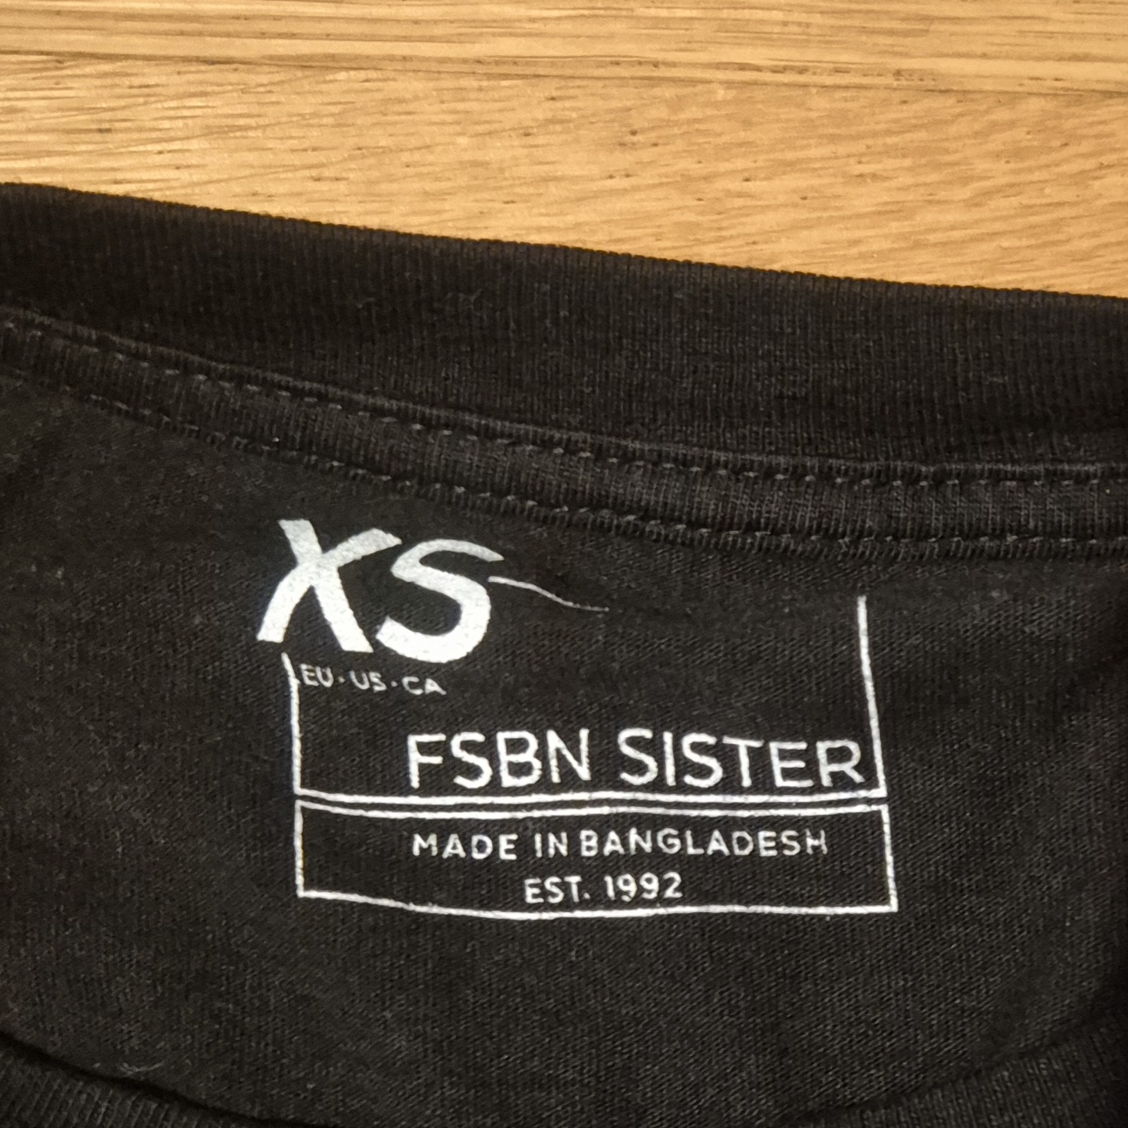 XS
EU·US·CA
FSBN SISTER
MADE IN BANGLADESH
EST. 1992